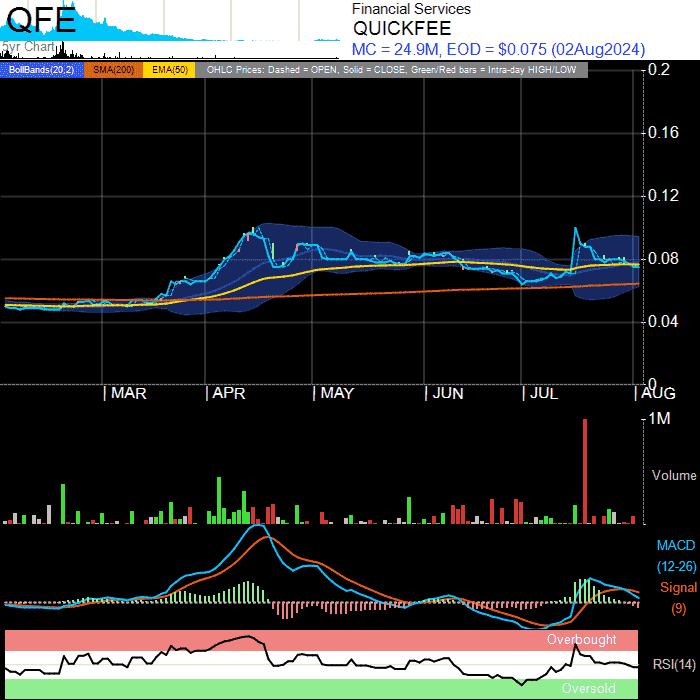 QFE
5yr Chart
Financial Services
QUICKFEE
MC = 24.9M, EOD = $0.075 (02Aug2024)
BollBands(20,2) SMA(200) EMA(50) OHLC Prices: Dashed = OPEN, Solid = CLOSE, Green/Red bars = Intra-day HIGH/LOW
0.2
0.16
0.12
0.08
0.04
0
MAR APR MAY JUN JUL AUG
1M
Volume
MACD
(12-26)
Signal
(9)
Overbought
RSI(14)
Oversold